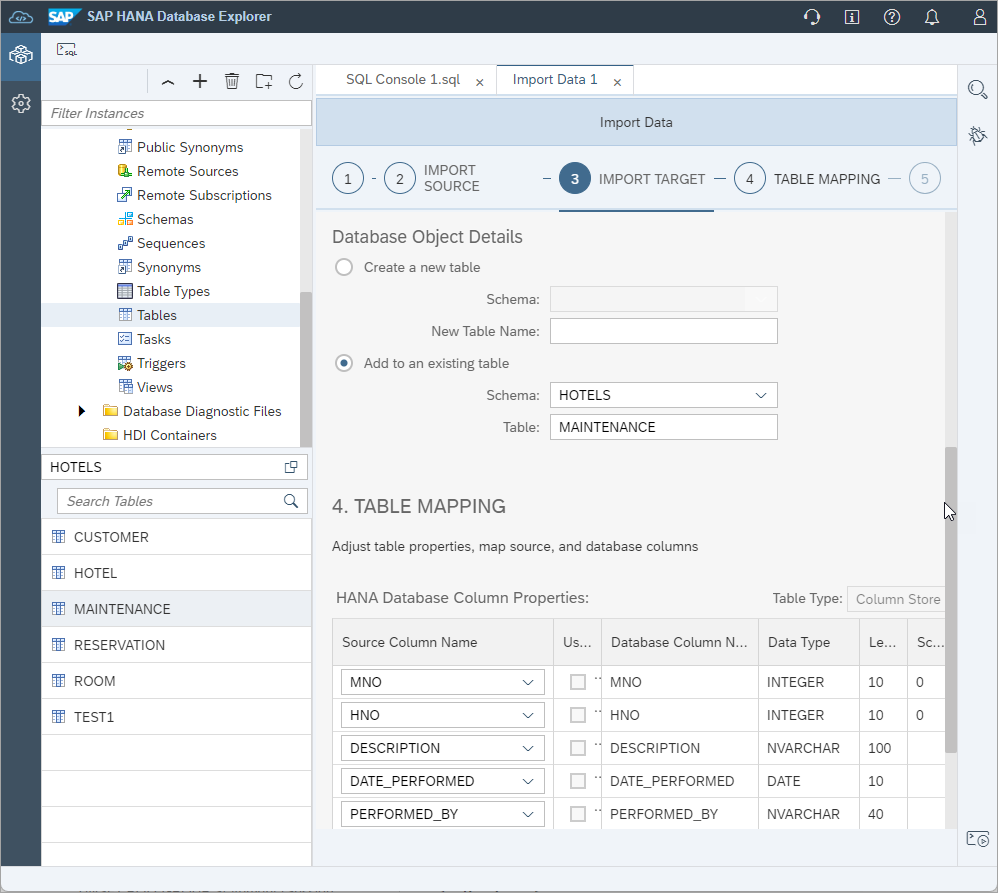 SAP SAP HANA Database Explorer
SQL
SQL Console 1.sql
Import Data 1
Filter Instances
Import Data
Public Synonyms
Remote Sources
Remote Subscriptions
Schemas
Sequences
Synonyms
Table Types
Tables
Tasks
Triggers
Views
Database Diagnostic Files
HDI Containers
HOTELS
Search Tables
CUSTOMER
HOTEL
MAINTENANCE
RESERVATION
ROOM
TEST1
1 - 2 IMPORT SOURCE – 3 IMPORT TARGET – 4 TABLE MAPPING – 5
Database Object Details
Create a new table
Schema:
New Table Name:
Add to an existing table
Schema: HOTELS
Table: MAINTENANCE
4. TABLE MAPPING
Adjust table properties, map source, and database columns
HANA Database Column Properties: Table Type: Column Store
Source Column Name Us... Database Column N... Data Type Le... Sc...
MNO MNO INTEGER 10 0
HNO HNO INTEGER 10 0
DESCRIPTION DESCRIPTION NVARCHAR 100
DATE_PERFORMED DATE_PERFORMED DATE 10
PERFORMED_BY PERFORMED_BY NVARCHAR 40